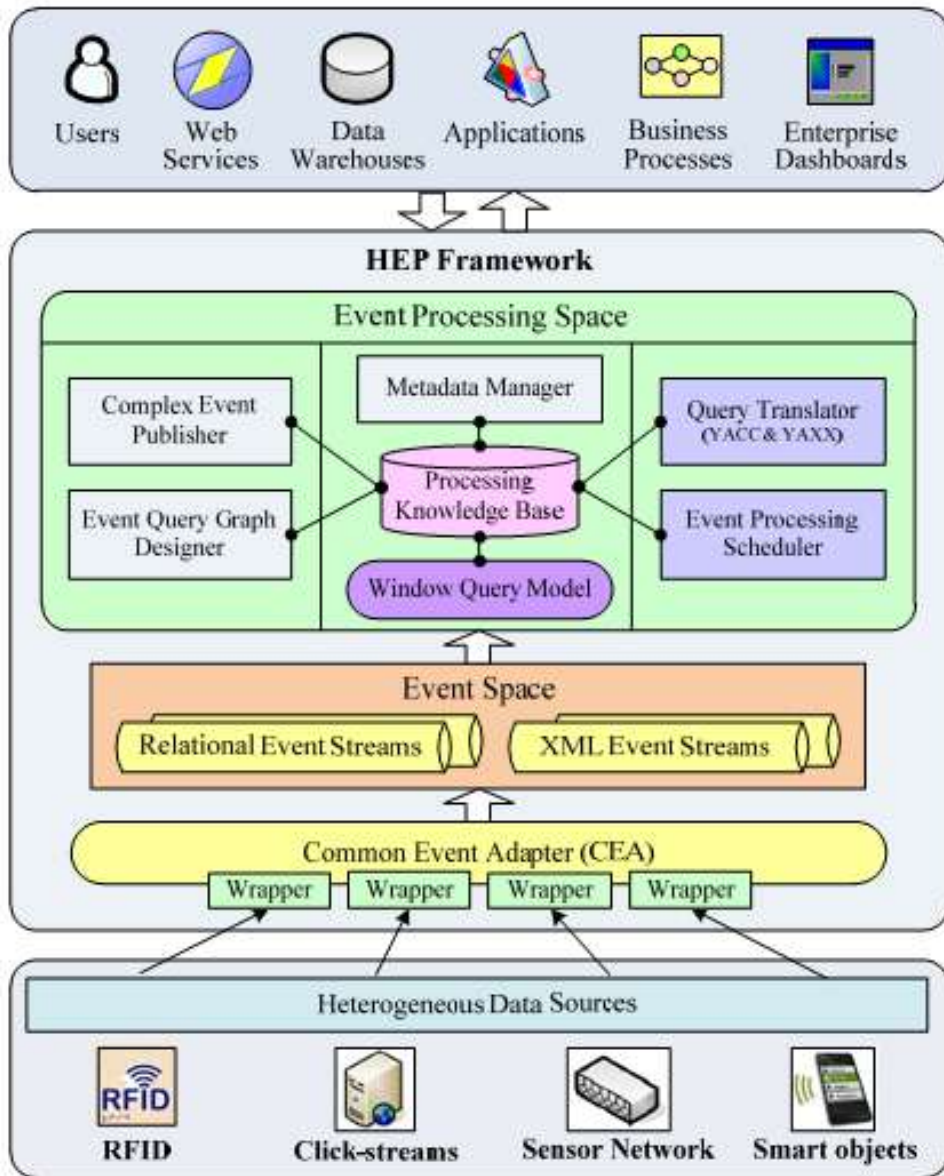 Users
Web
Services
Data
Warehouses
Applications
Business
Processes
Enterprise
Dashboards
HEP Framework
Event Processing Space
Complex Event
Publisher
Event Query Graph
Designer
Metadata Manager
Processing
Knowledge Base
Window Query Model
Query Translator
(YACC & YAXX)
Event Processing
Scheduler
Event Space
Relational Event Streams
XML Event Streams
Common Event Adapter (CEA)
Wrapper
Wrapper
Wrapper
Wrapper
Heterogeneous Data Sources
RFID
RFID
Click-streams
Sensor Network
Smart objects